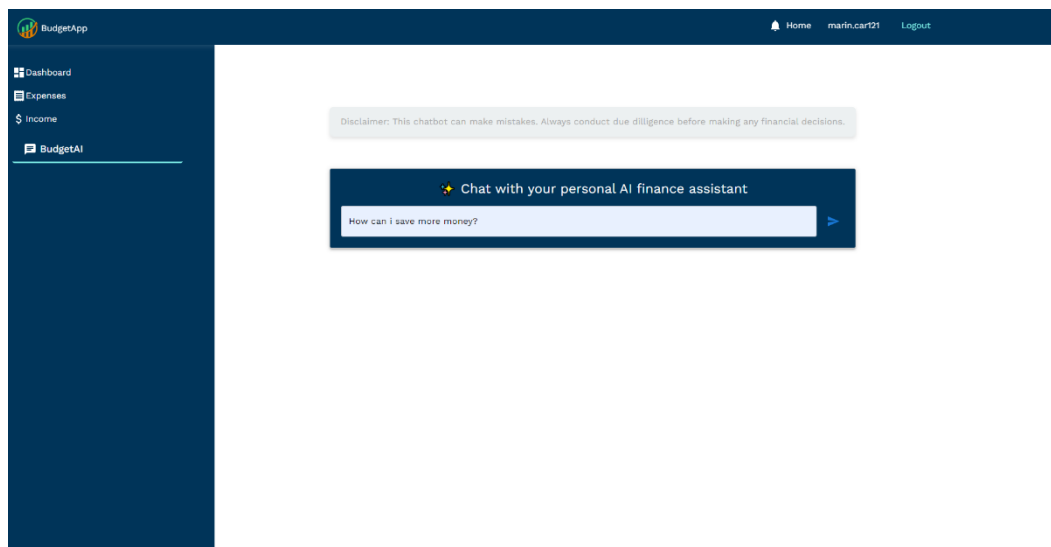 BudgetApp
Home marin.car121 Logout
Dashboard
Expenses
$ Income
BudgetAI
Disclaimer: This chatbot can make mistakes. Always conduct due dilligence before making any financial decisions.
✨ Chat with your personal AI finance assistant
How can i save more money?